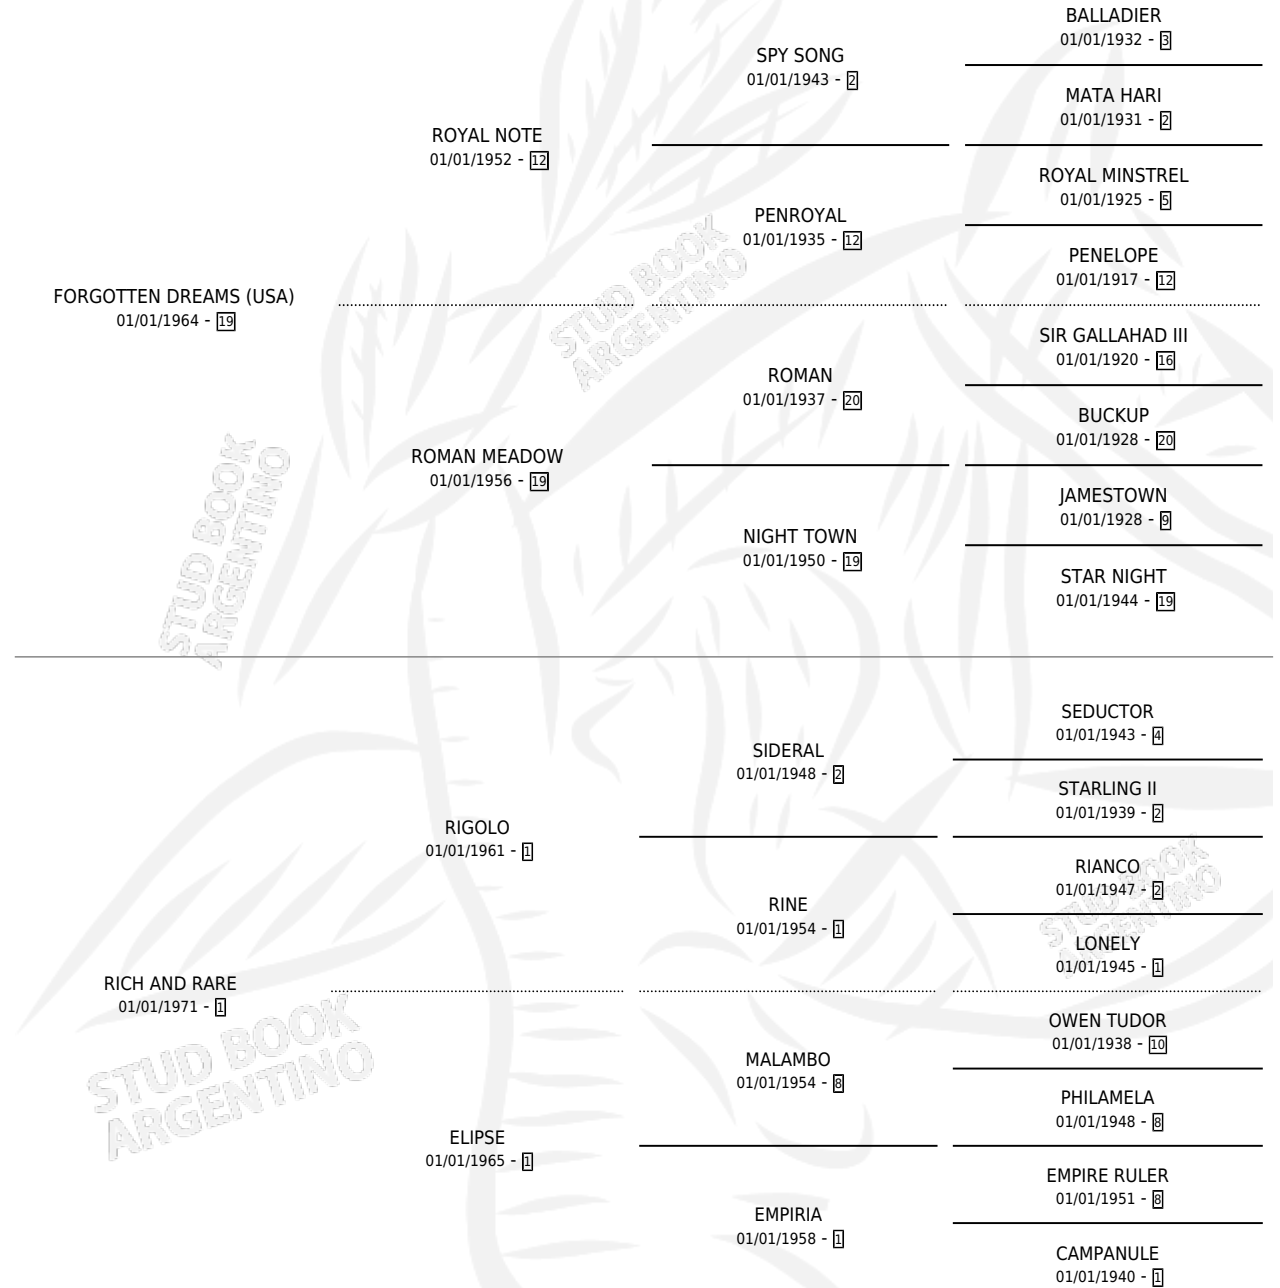 BALLADIER
01/01/1932 - 3
SPY SONG
01/01/1943 - 2
MATA HARI
01/01/1931 - 2
ROYAL NOTE
01/01/1952 - 12
ROYAL MINSTREL
01/01/1925 - 5
PENROYAL
01/01/1935 - 12
PENELOPE
01/01/1917 - 12
FORGOTTEN DREAMS (USA)
01/01/1964 - 19
STUD BOOK
ARGENTINO
SIR GALLAHAD III
01/01/1920 - 16
ROMAN
01/01/1937 - 20
BUCKUP
01/01/1928 - 20
ROMAN MEADOW
01/01/1956 - 19
JAMESTOWN
01/01/1928 - 9
NIGHT TOWN
01/01/1950 - 19
STAR NIGHT
01/01/1944 - 19
STUD BOOK
ARGENTINO
SEDUCTOR
01/01/1943 - 4
SIDERAL
01/01/1948 - 2
STARLING II
01/01/1939 - 2
RIGOLO
01/01/1961 - 1
RIANCO
01/01/1947 - 2
RINE
01/01/1954 - 1
LONELY
01/01/1945 - 1
STUD BOOK
ARGENTINO
RICH AND RARE
01/01/1971 - 1
OWEN TUDOR
01/01/1938 - 10
MALAMBO
01/01/1954 - 8
PHILAMELA
01/01/1948 - 8
STUD BOOK
ARGENTINO
ELIPSE
01/01/1965 - 1
EMPIRE RULER
01/01/1951 - 8
EMPIRIA
01/01/1958 - 1
CAMPANULE
01/01/1940 - 1